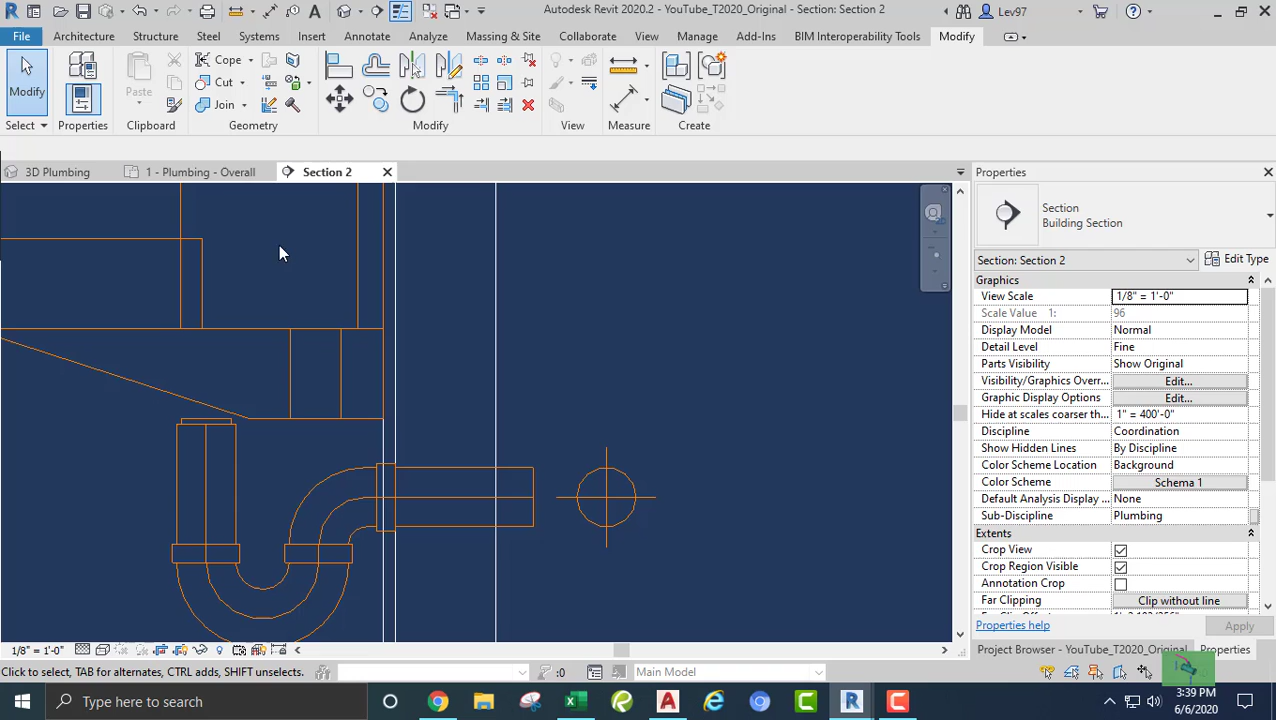 Autodesk Revit 2020.2 - YouTube_T2020_Original - Section: Section 2
Lev97
File Architecture Structure Steel Systems Insert Annotate Analyze Massing & Site Collaborate View Manage Add-Ins BIM Interoperability Tools Modify
Modify
Paste
Cope
Cut
Join
Select Properties Clipboard Geometry Modify View Measure Create
3D Plumbing
1 - Plumbing - Overall
Section 2
Properties
Section
Building Section
Section: Section 2
Edit Type
Graphics
View Scale 1/8" = 1'-0"
Scale Value 1: 96
Display Model Normal
Detail Level Fine
Parts Visibility Show Original
Visibility/Graphics Overr... Edit...
Graphic Display Options Edit...
Hide at scales coarser th... 1" = 400'-0"
Discipline Coordination
Show Hidden Lines By Discipline
Color Scheme Location Background
Color Scheme Schema 1
Default Analysis Display ... None
Sub-Discipline Plumbing
Extents
Crop View
Crop Region Visible
Annotation Crop
Far Clipping Clip without line
Properties help
Apply
Project Browser - YouTube_T2020_Original
Properties
1/8" = 1'-0"
Click to select, TAB for alternates, CTRL adds, SHIFT unselects.
:0
Main Model
Type here to search
3:39 PM
6/6/2020